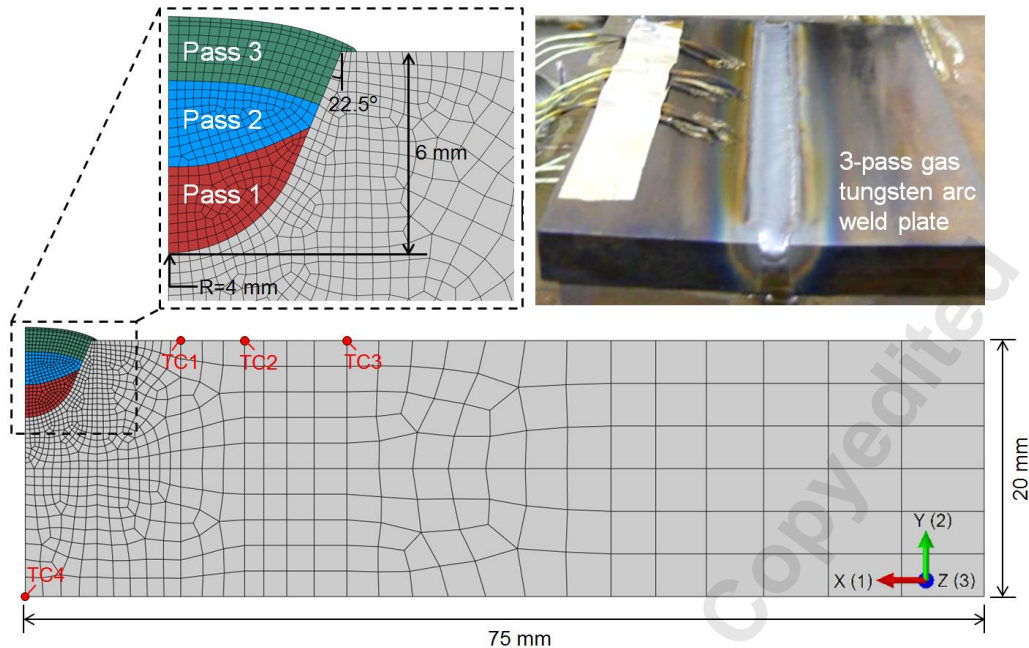 Pass 3
Pass 2
Pass 1
22.5°
6 mm
R=4 mm
3-pass gas
tungsten arc
weld plate
TC1
TC2
TC3
TC4
20 mm
Y (2)
X (1)
Z (3)
75 mm
Copyedited